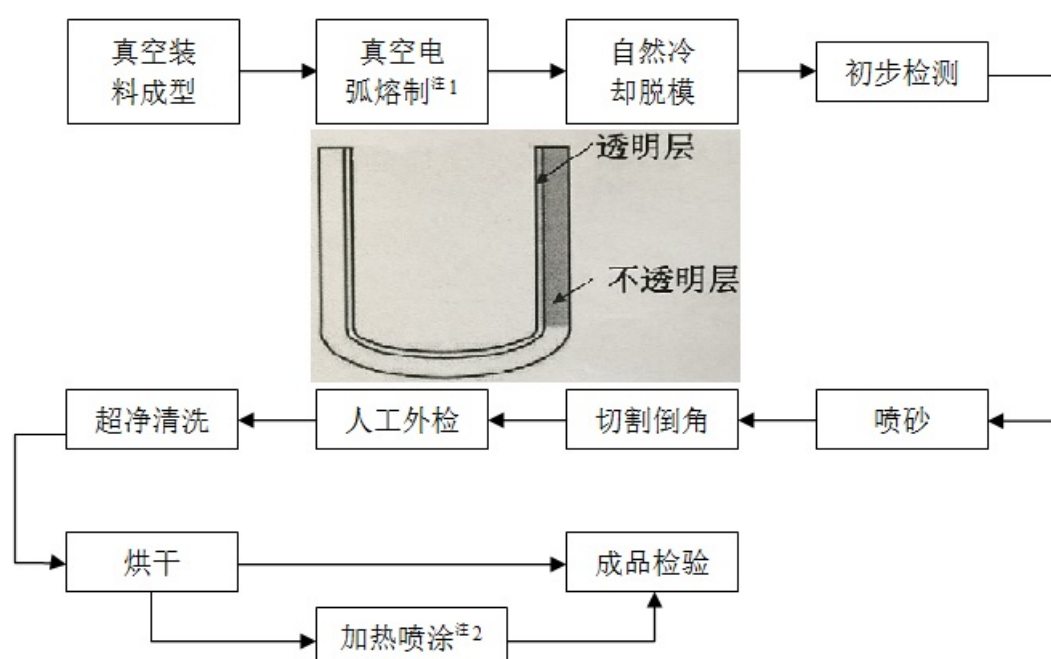 真空装
料成型
真空电
弧熔制注1
自然冷
却脱模
初步检测
透明层
不透明层
超净清洗
人工外检
切割倒角
喷砂
烘干
成品检验
加热喷涂注2